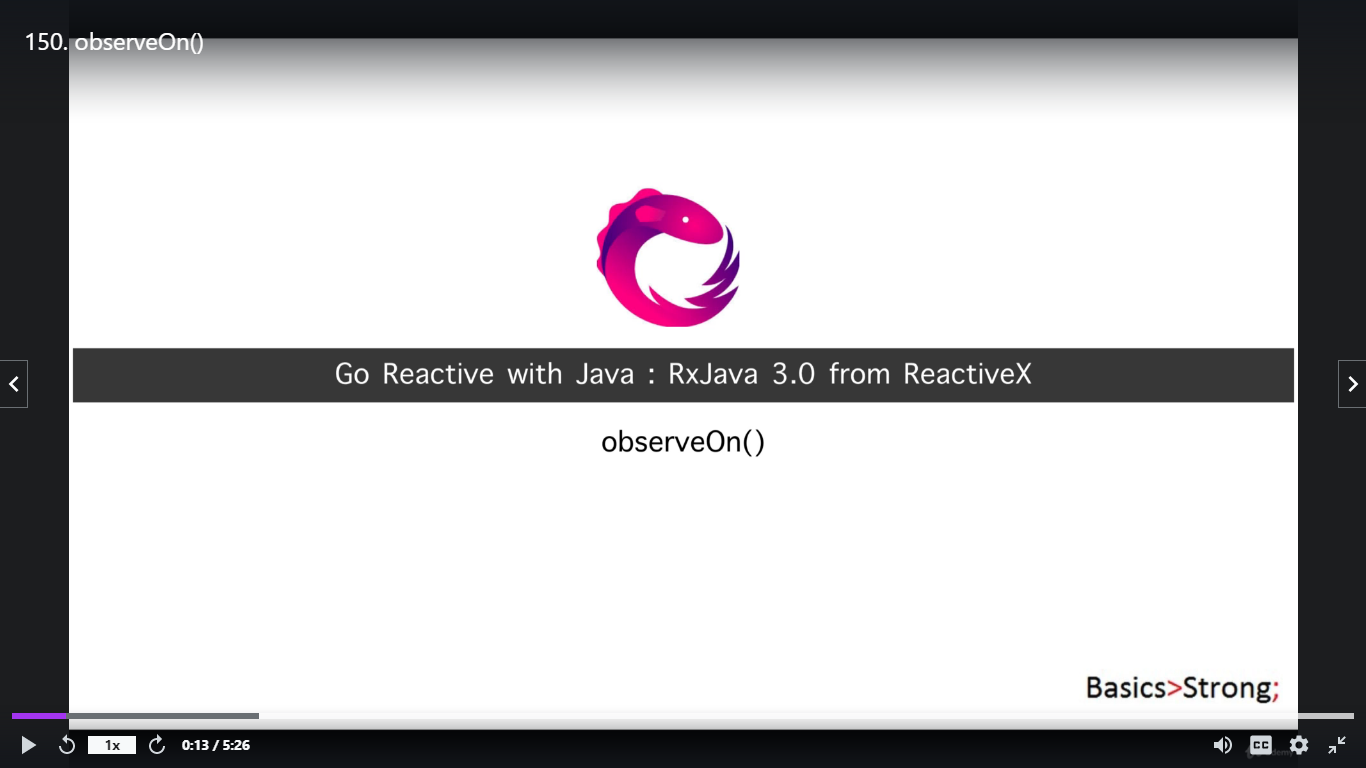 150. observeOn()
Go Reactive with Java : RxJava 3.0 from ReactiveX
observeOn()
Basics>Strong;
1x
0:13 / 5:26
CC